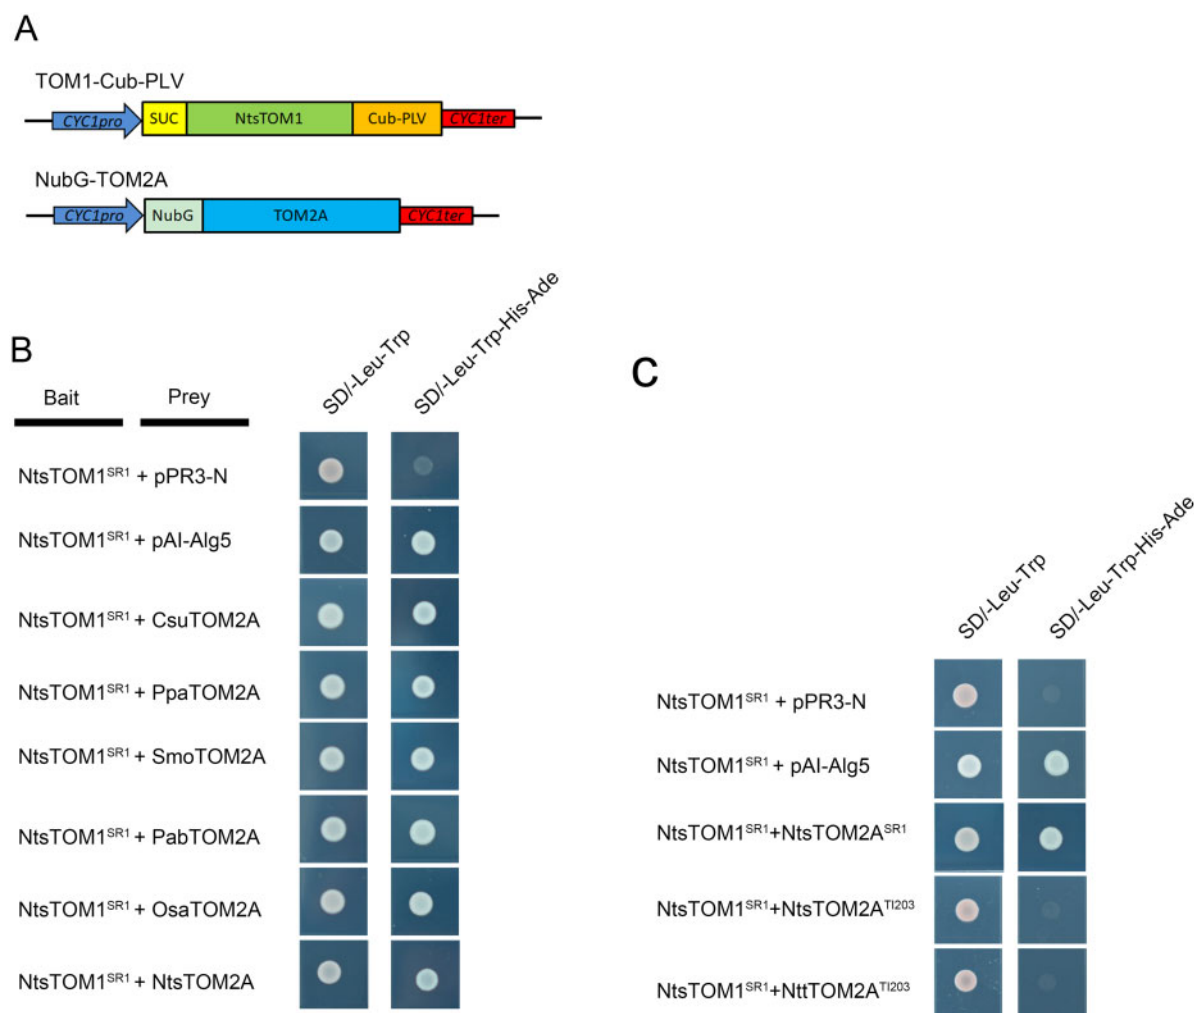 A
TOM1-Cub-PLV
CYC1pro SUC NtsTOM1 Cub-PLV CYC1ter
NubG-TOM2A
CYC1pro NubG TOM2A CYC1ter
B
Bait Prey
SD/-Leu-Trp
SD/-Leu-Trp-His-Ade
NtsTOM1SR1 + pPR3-N
NtsTOM1SR1 + pAI-Alg5
NtsTOM1SR1 + CsuTOM2A
NtsTOM1SR1 + PpaTOM2A
NtsTOM1SR1 + SmoTOM2A
NtsTOM1SR1 + PabTOM2A
NtsTOM1SR1 + OsaTOM2A
NtsTOM1SR1 + NtsTOM2A
C
SD/-Leu-Trp
SD/-Leu-Trp-His-Ade
NtsTOM1SR1 + pPR3-N
NtsTOM1SR1 + pAI-Alg5
NtsTOM1SR1+NtsTOM2ASR1
NtsTOM1SR1+NtsTOM2ATI203
NtsTOM1SR1+NttTOM2ATI203